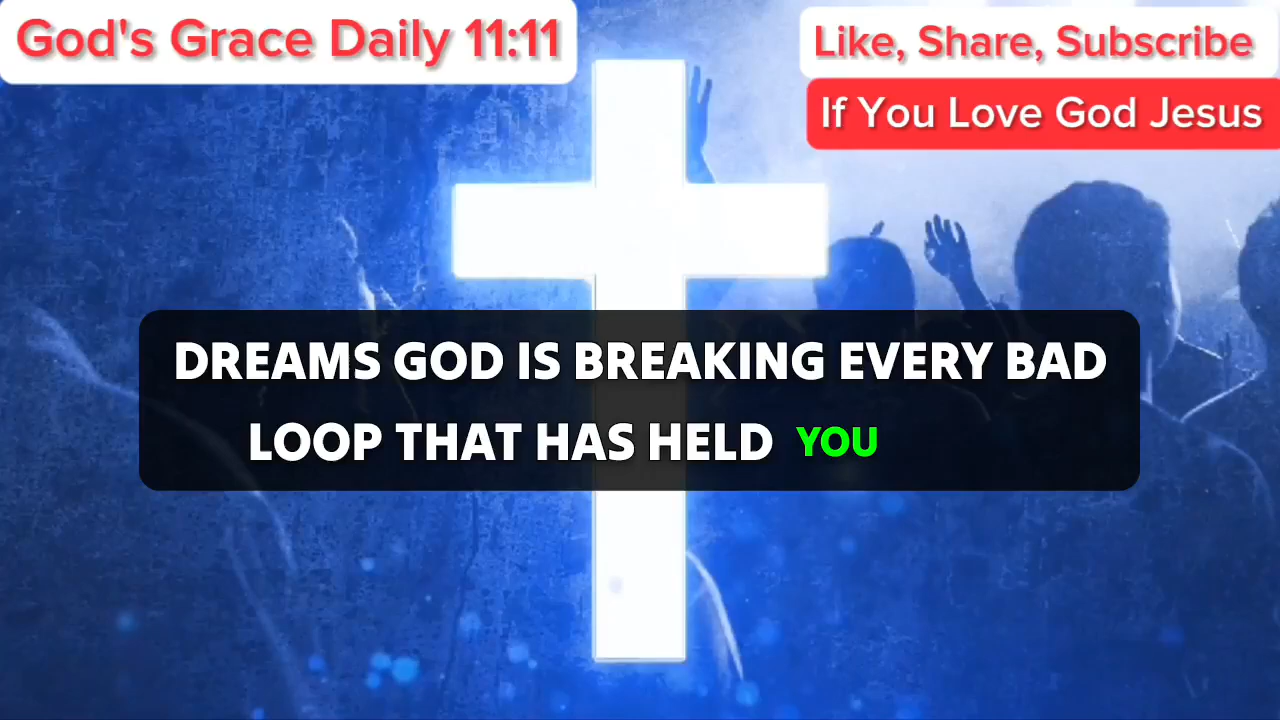 God's Grace Daily 11:11
Like, Share, Subscribe
If You Love God Jesus
DREAMS GOD IS BREAKING EVERY BAD
LOOP THAT HAS HELD YOU